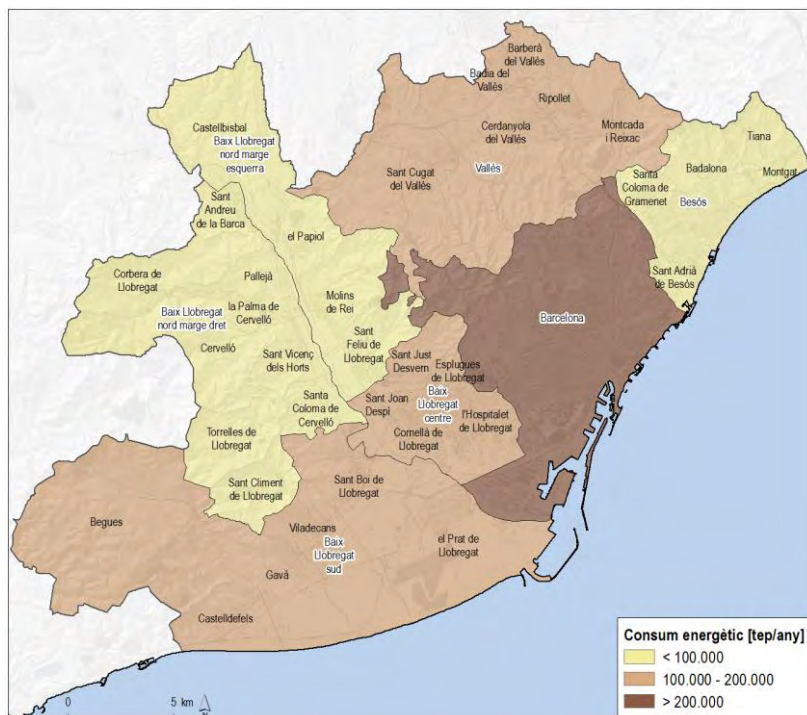 Barberà
del Vallès
Badia del
Vallès
Ripollet
Castellbisbal
Baix Llobregat
nord marge
esquerra
Cerdanyola
del Vallès
Montcada
i Reixac
Tiana
Sant Cugat
del Vallès
Vallès
Santa
Coloma de
Gramenet
Badalona
Montgat
Besòs
Sant
Andreu
de la Barca
el Papiol
Corbera de
Llobregat
Pallejà
Sant Adrià
de Besòs
la Palma de
Cervelló
Baix Llobregat
nord marge dret
Molins
de Rei
Barcelona
Cervelló
Sant Vicenç
dels Horts
Sant
Feliu de
Llobregat
Sant Just
Desvern
Esplugues
de Llobregat
Santa
Coloma de
Cervelló
Sant Joan
Despí
Baix
Llobregat
centre
l'Hospitalet
de Llobregat
Cornellà de
Llobregat
Torrelles de
Llobregat
Sant Climent
de Llobregat
Sant Boi de
Llobregat
Begues
Viladecans
Baix
Llobregat
sud
el Prat de
Llobregat
Gavà
Castelldefels
Consum energètic [tep/any]
< 100.000
100.000 - 200.000
> 200.000
0 5 km
N